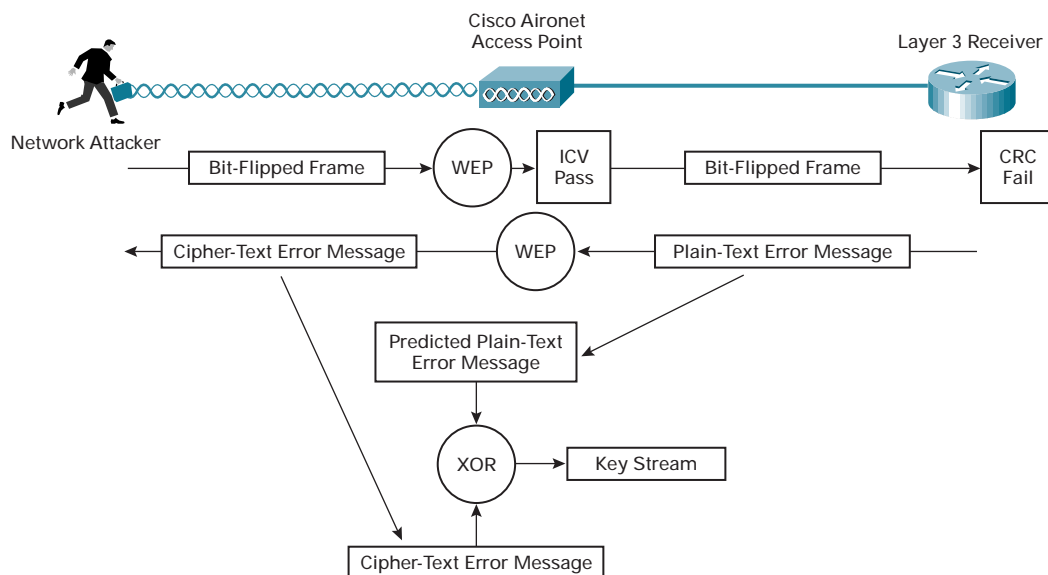 Cisco Aironet
Access Point
Layer 3 Receiver
Network Attacker
Bit-Flipped Frame
WEP
ICV
Pass
Bit-Flipped Frame
CRC
Fail
Cipher-Text Error Message
WEP
Plain-Text Error Message
Predicted Plain-Text
Error Message
XOR
Key Stream
Cipher-Text Error Message